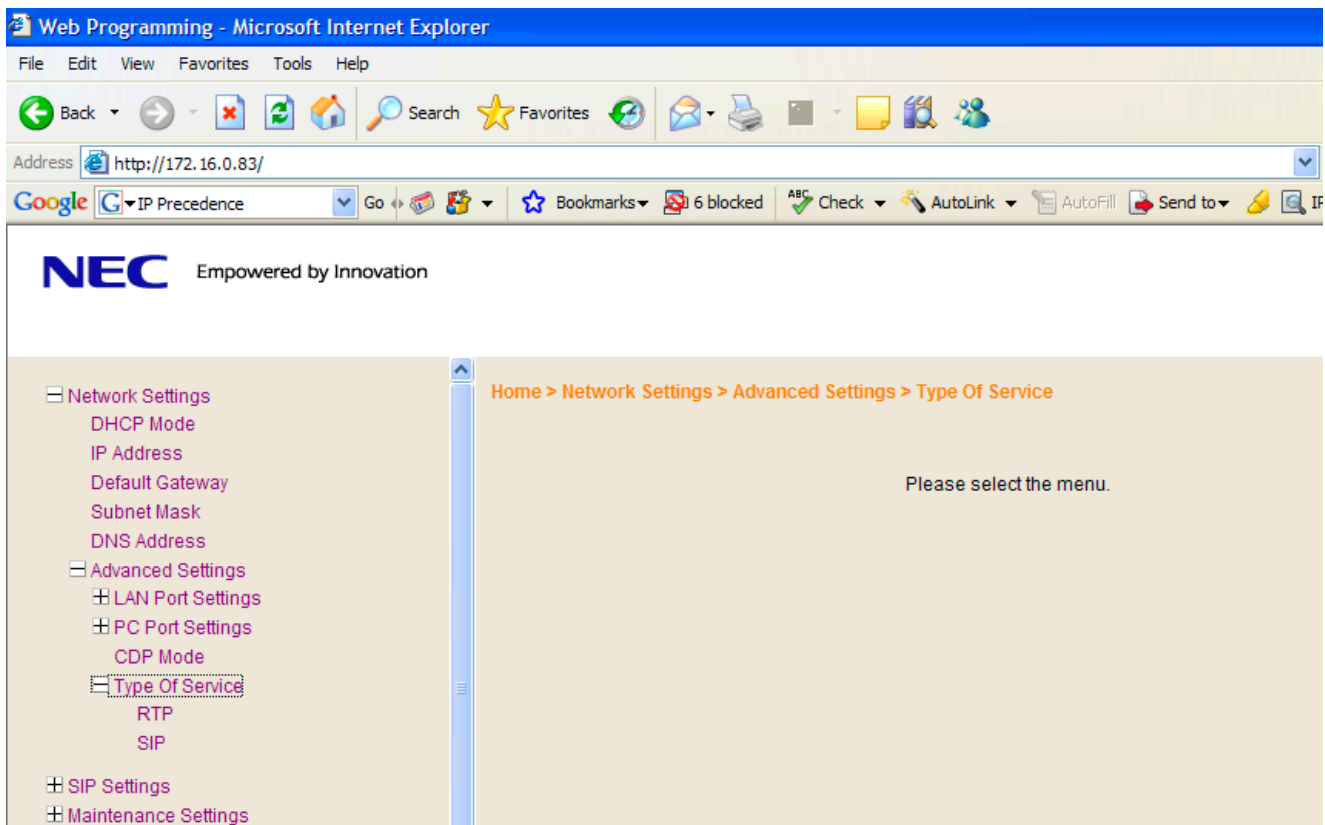 Web Programming - Microsoft Internet Explorer
File Edit View Favorites Tools Help
Back Search Favorites
Address http://172.16.0.83/
Google G IP Precedence Go Bookmarks 6 blocked ABC Check AutoLink AutoFill Send to IP
NEC Empowered by Innovation
Home > Network Settings > Advanced Settings > Type Of Service
Please select the menu.
Network Settings
DHCP Mode
IP Address
Default Gateway
Subnet Mask
DNS Address
Advanced Settings
LAN Port Settings
PC Port Settings
CDP Mode
Type Of Service
RTP
SIP
SIP Settings
Maintenance Settings